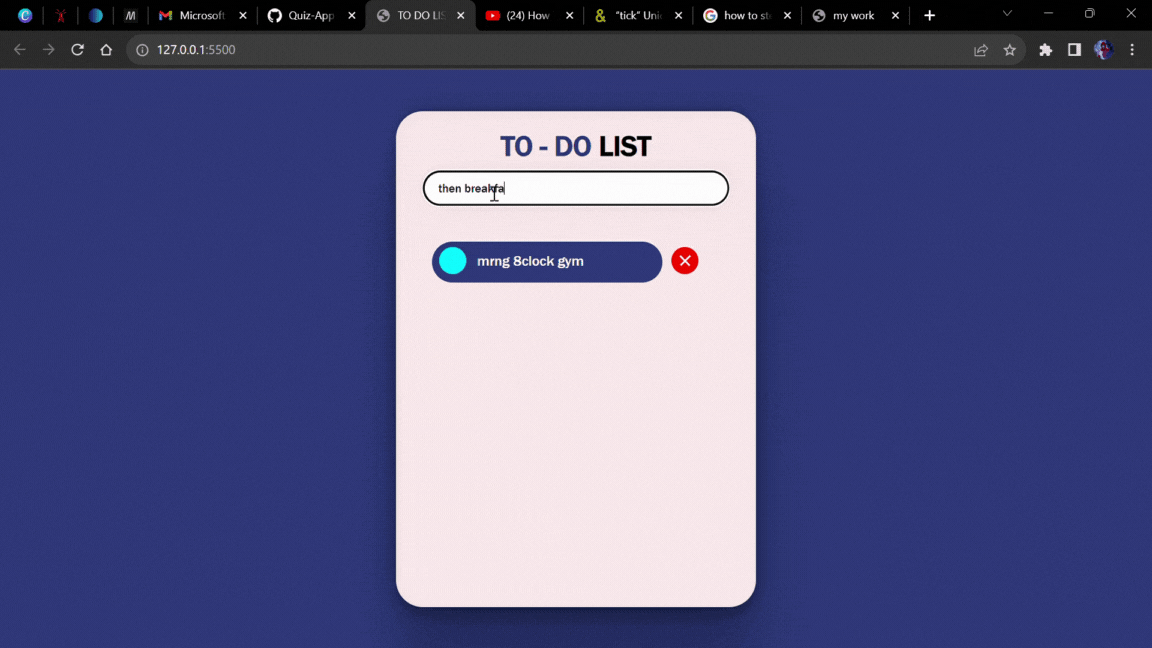 M
Microsoft
Quiz-App
TO DO LIS
(24) How
"tick" Uni
how to st
my work
127.0.0.1:5500
TO - DO LIST
then breakfa
mrng 8clock gym